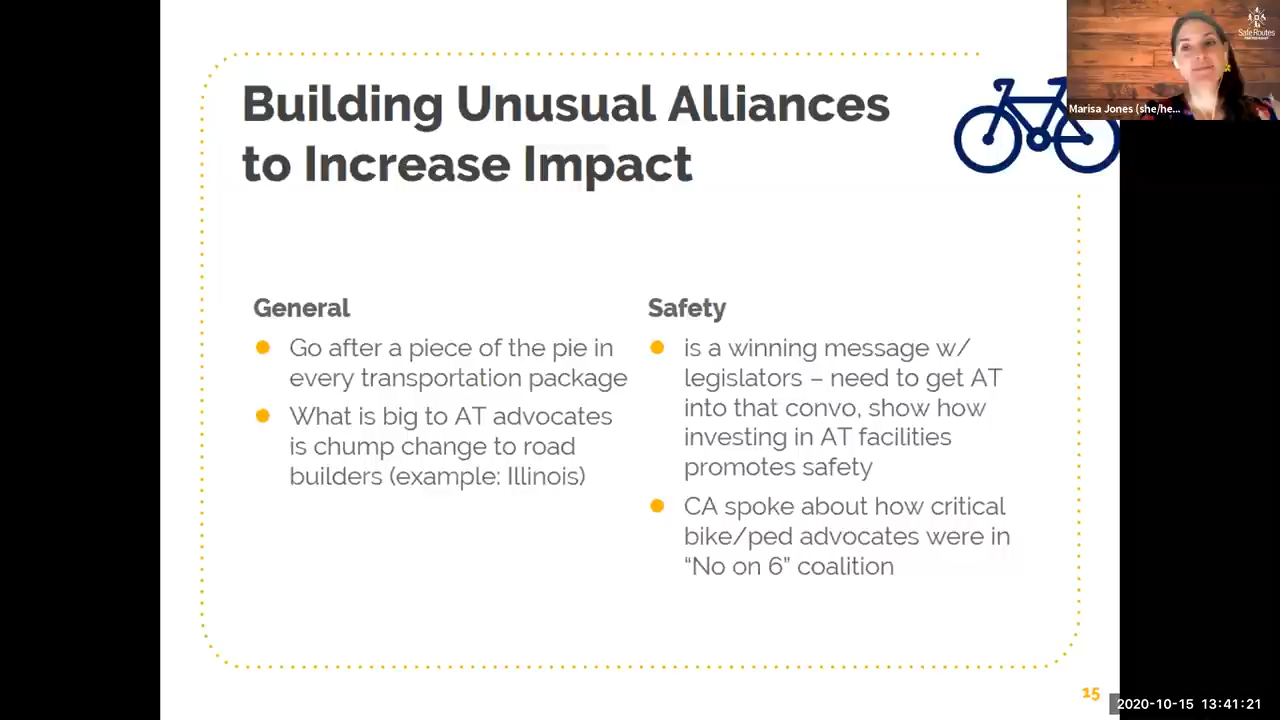 Building Unusual Alliances
to Increase Impact
General
Go after a piece of the pie in
every transportation package
What is big to AT advocates
is chump change to road
builders (example: Illinois)
Safety
is a winning message w/
legislators – need to get AT
into that convo, show how
investing in AT facilities
promotes safety
CA spoke about how critical
bike/ped advocates were in
“No on 6” coalition
15
Safe Routes
PARTNERSHIP
Marisa Jones (she/he...
2020-10-15 13:41:21